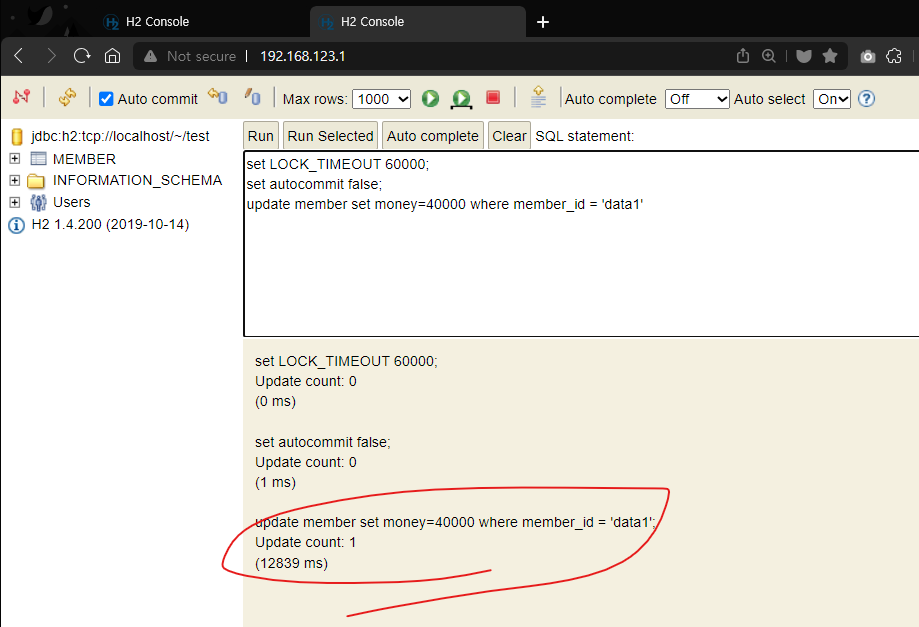 H2 Console
H2 Console
Not secure 192.168.123.1
Auto commit Max rows: 1000 Auto complete Off Auto select On
jdbc:h2:tcp://localhost/~/test
MEMBER
INFORMATION_SCHEMA
Users
H2 1.4.200 (2019-10-14)
Run Run Selected Auto complete Clear SQL statement:
set LOCK_TIMEOUT 60000;
set autocommit false;
update member set money=40000 where member_id = 'data1'
set LOCK_TIMEOUT 60000;
Update count: 0
(0 ms)
set autocommit false;
Update count: 0
(1 ms)
update member set money=40000 where member_id = 'data1';
Update count: 1
(12839 ms)